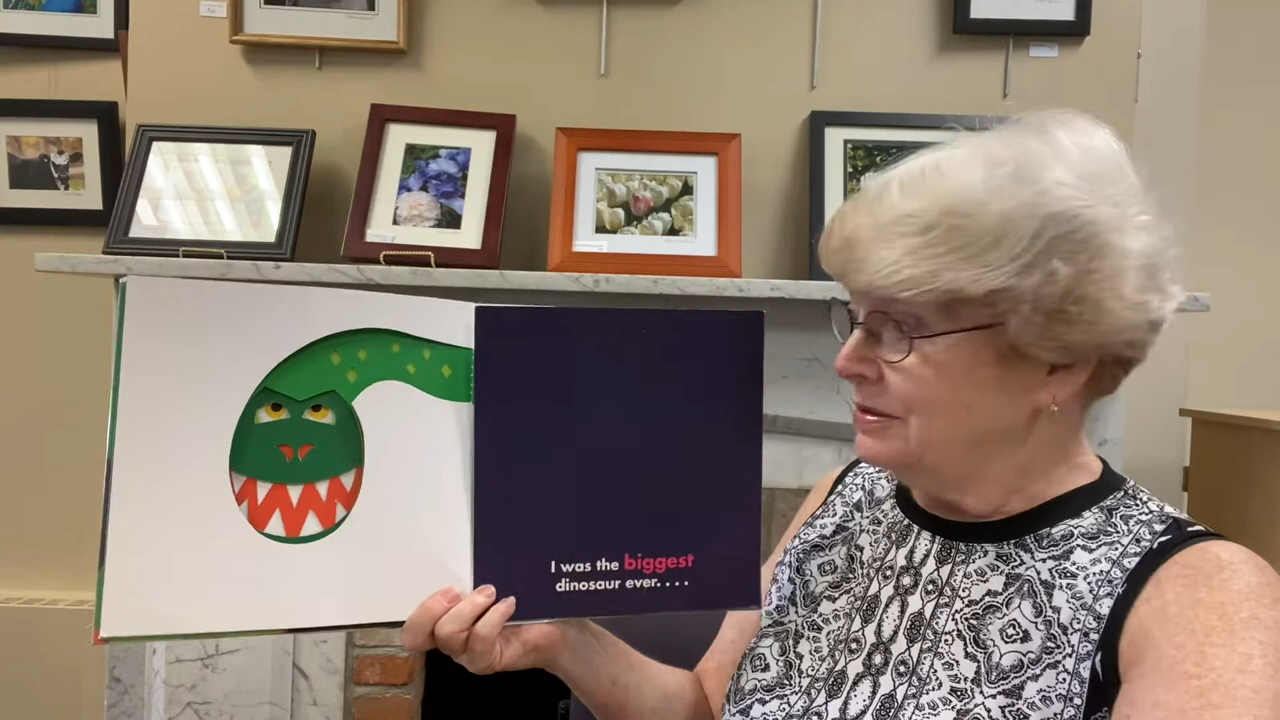 I was the biggest
dinosaur ever. . . .